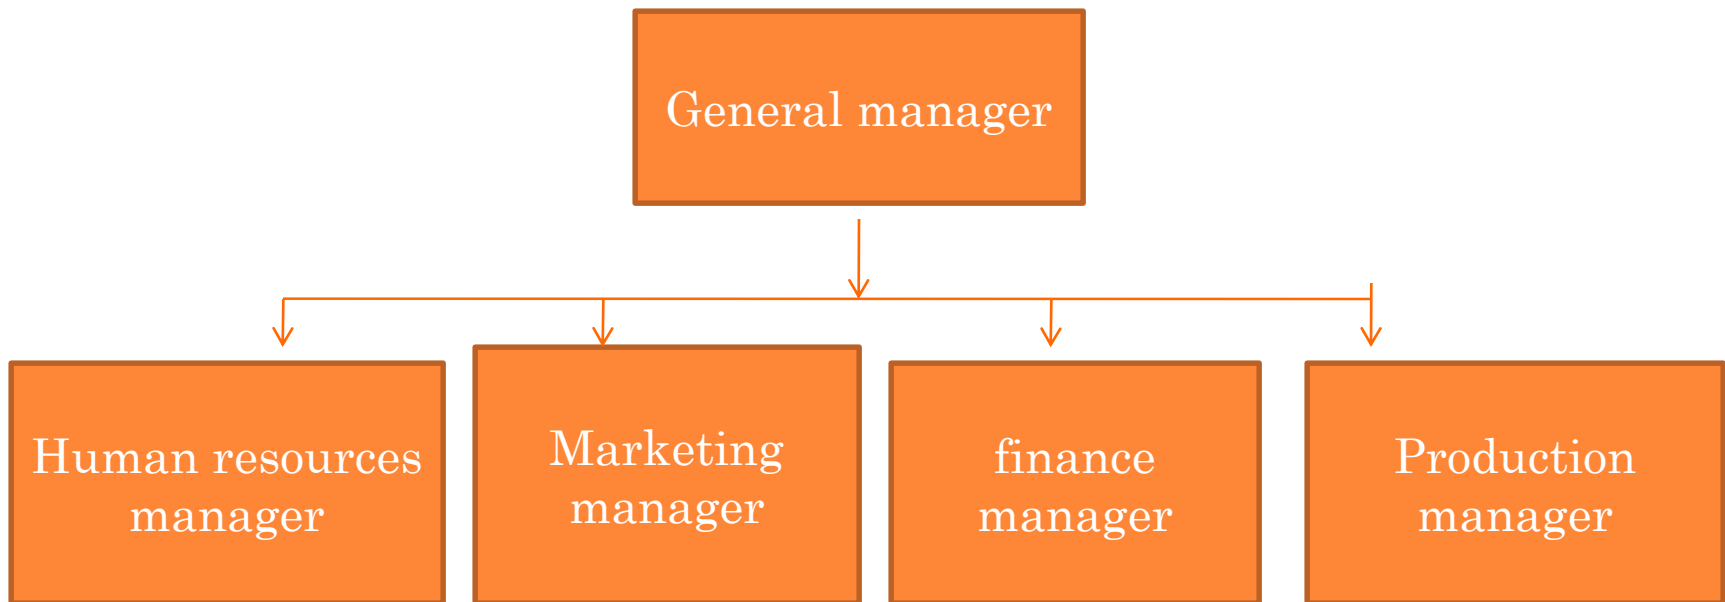 General manager
Human resources
manager
Marketing
manager
finance
manager
Production
manager